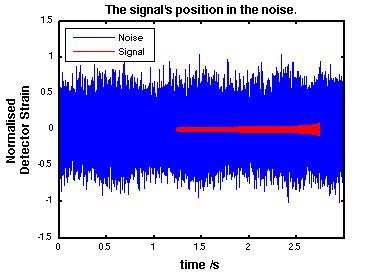 The signal's position in the noise.
1.5
Noise
Signal
1
0.5
0
-0.5
-1
-1.5
Normalised
Detector Strain
0 0.5 1 1.5 2 2.5
time /s